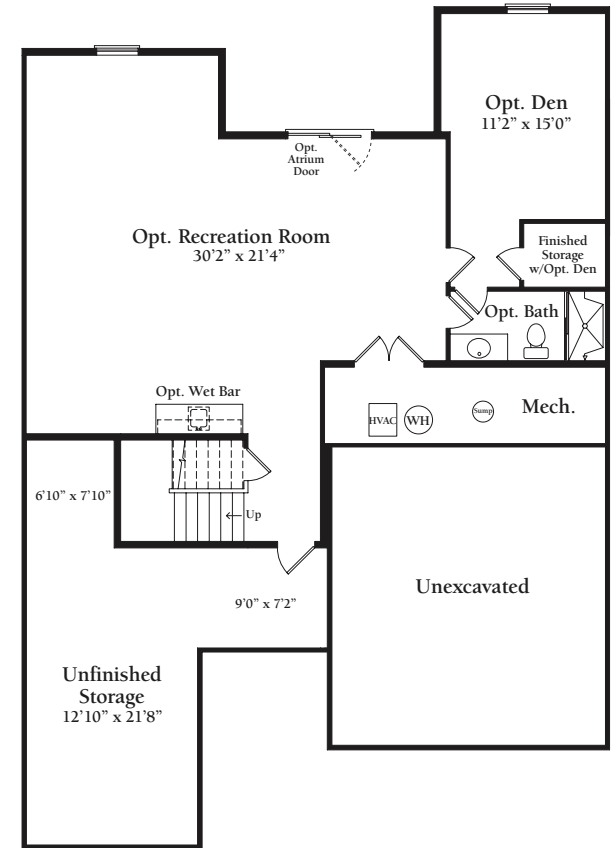 Opt. Den
11'2" x 15'0"
Opt.
Atrium
Door
Opt. Recreation Room
30'2" x 21'4"
Finished
Storage
w/Opt. Den
Opt. Bath
Opt. Wet Bar
HVAC
WH
Sump
Mech.
6'10" x 7'10"
Up
9'0" x 7'2"
Unexcavated
Unfinished
Storage
12'10" x 21'8"